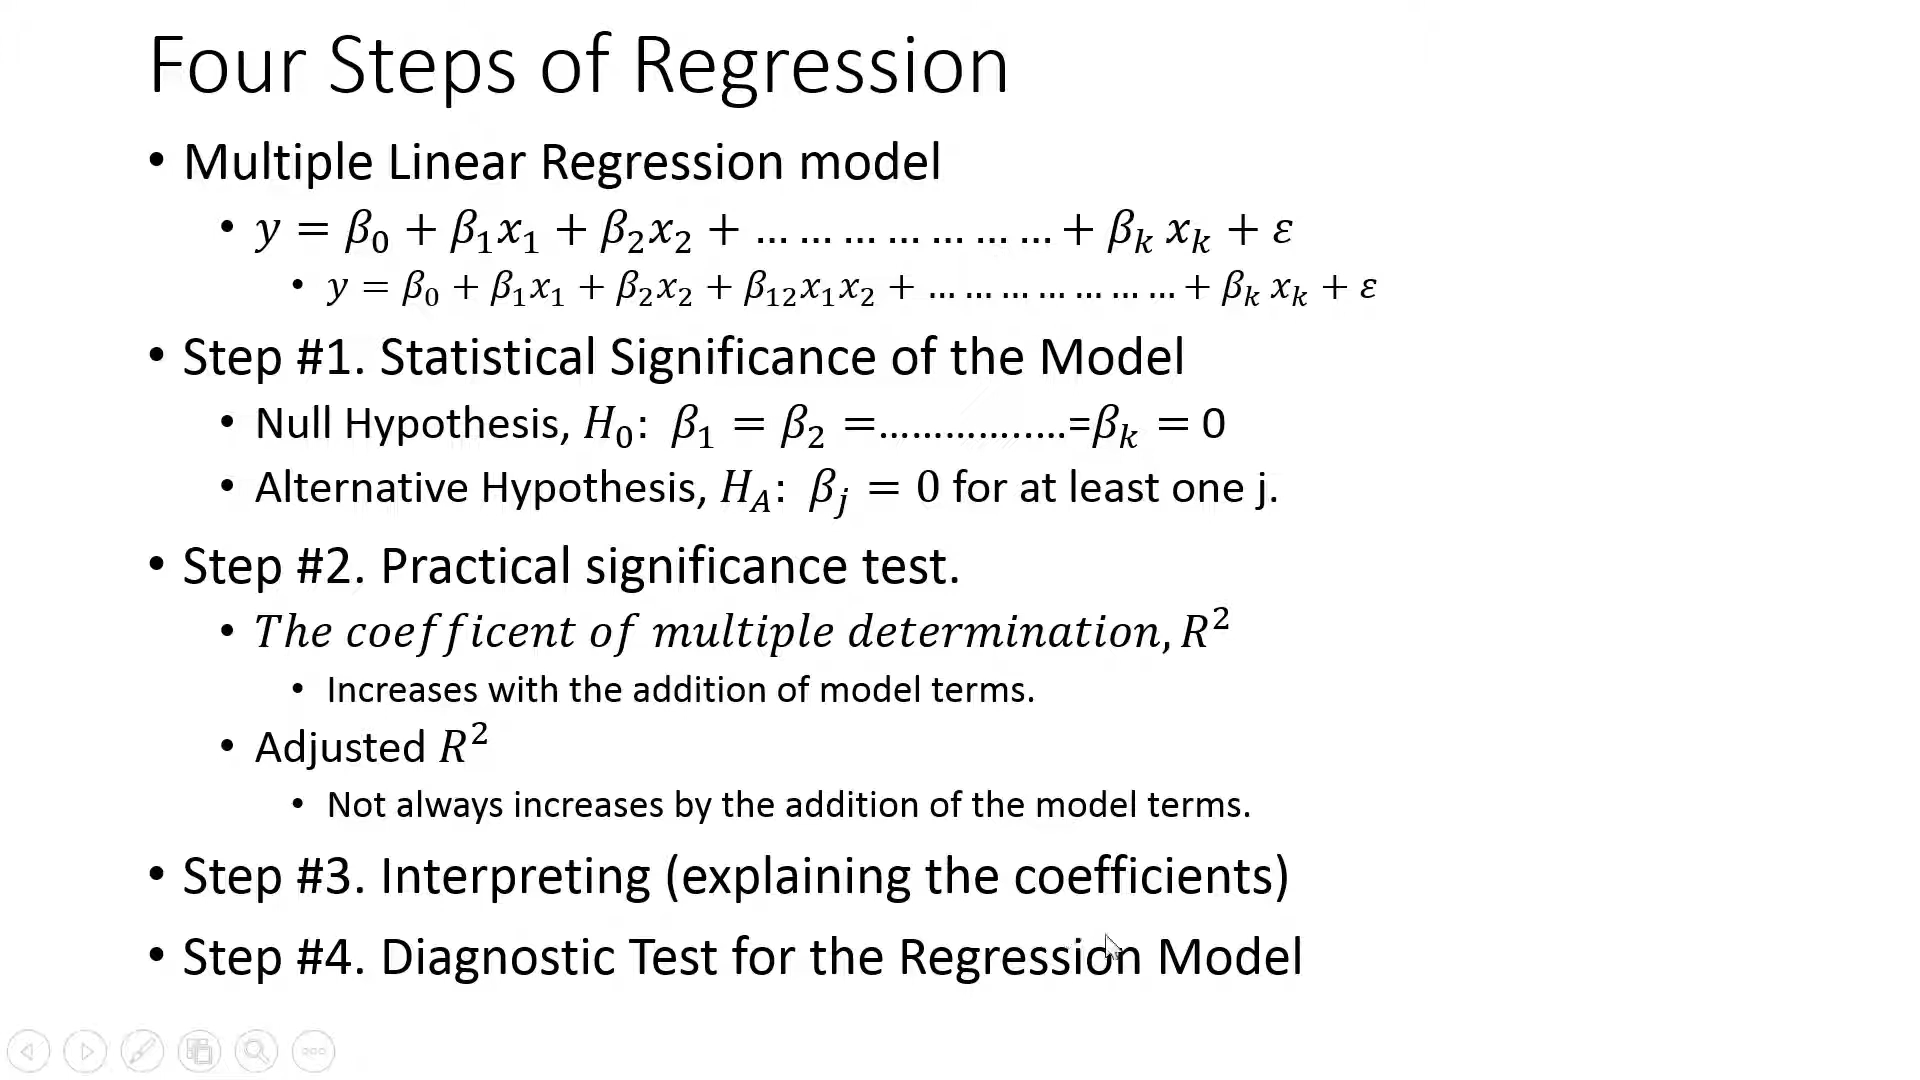 Four Steps of Regression
• Multiple Linear Regression model
• y = β₀ + β₁x₁ + β₂x₂ + … … … … … … … + βₖ xₖ + ε
• y = β₀ + β₁x₁ + β₂x₂ + β₁₂x₁x₂ + … … … … … … … + βₖ xₖ + ε
• Step #1. Statistical Significance of the Model
• Null Hypothesis, H₀: β₁ = β₂ =………….…..…=βₖ = 0
• Alternative Hypothesis, H_A: βⱼ = 0 for at least one j.
• Step #2. Practical significance test.
• The coefficent of multiple determination, R²
• Increases with the addition of model terms.
• Adjusted R²
• Not always increases by the addition of the model terms.
• Step #3. Interpreting (explaining the coefficients)
• Step #4. Diagnostic Test for the Regression Model